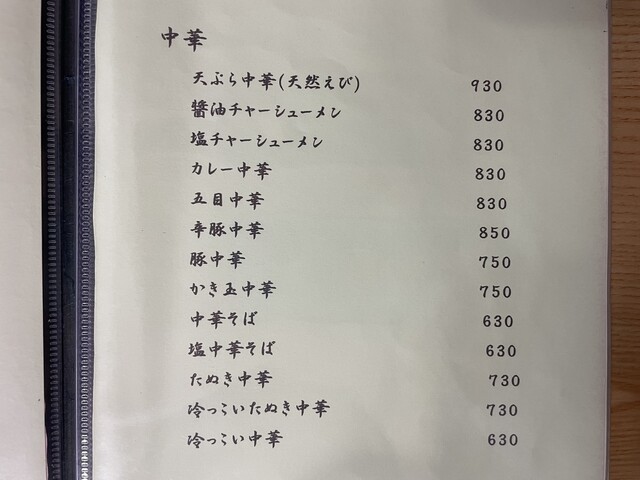 中華
天ぷら中華(天然えび) 930
醤油チャーシューメン 830
塩チャーシューメン 830
カレー中華 830
五目中華 830
辛豚中華 850
豚中華 750
かき玉中華 750
中華そば 630
塩中華そば 630
たぬき中華 730
冷っこいたぬき中華 730
冷っこい中華 630